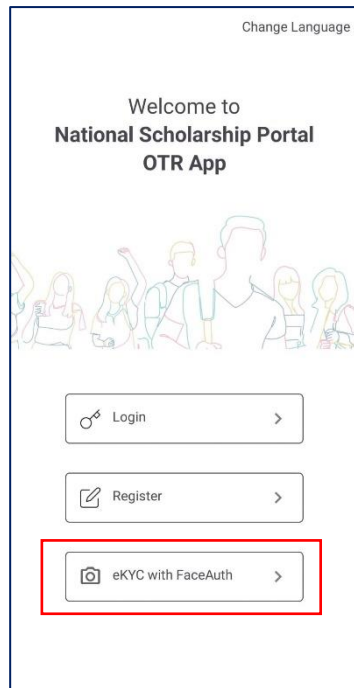 Change Language
Welcome to
National Scholarship Portal
OTR App
Login
Register
eKYC with FaceAuth